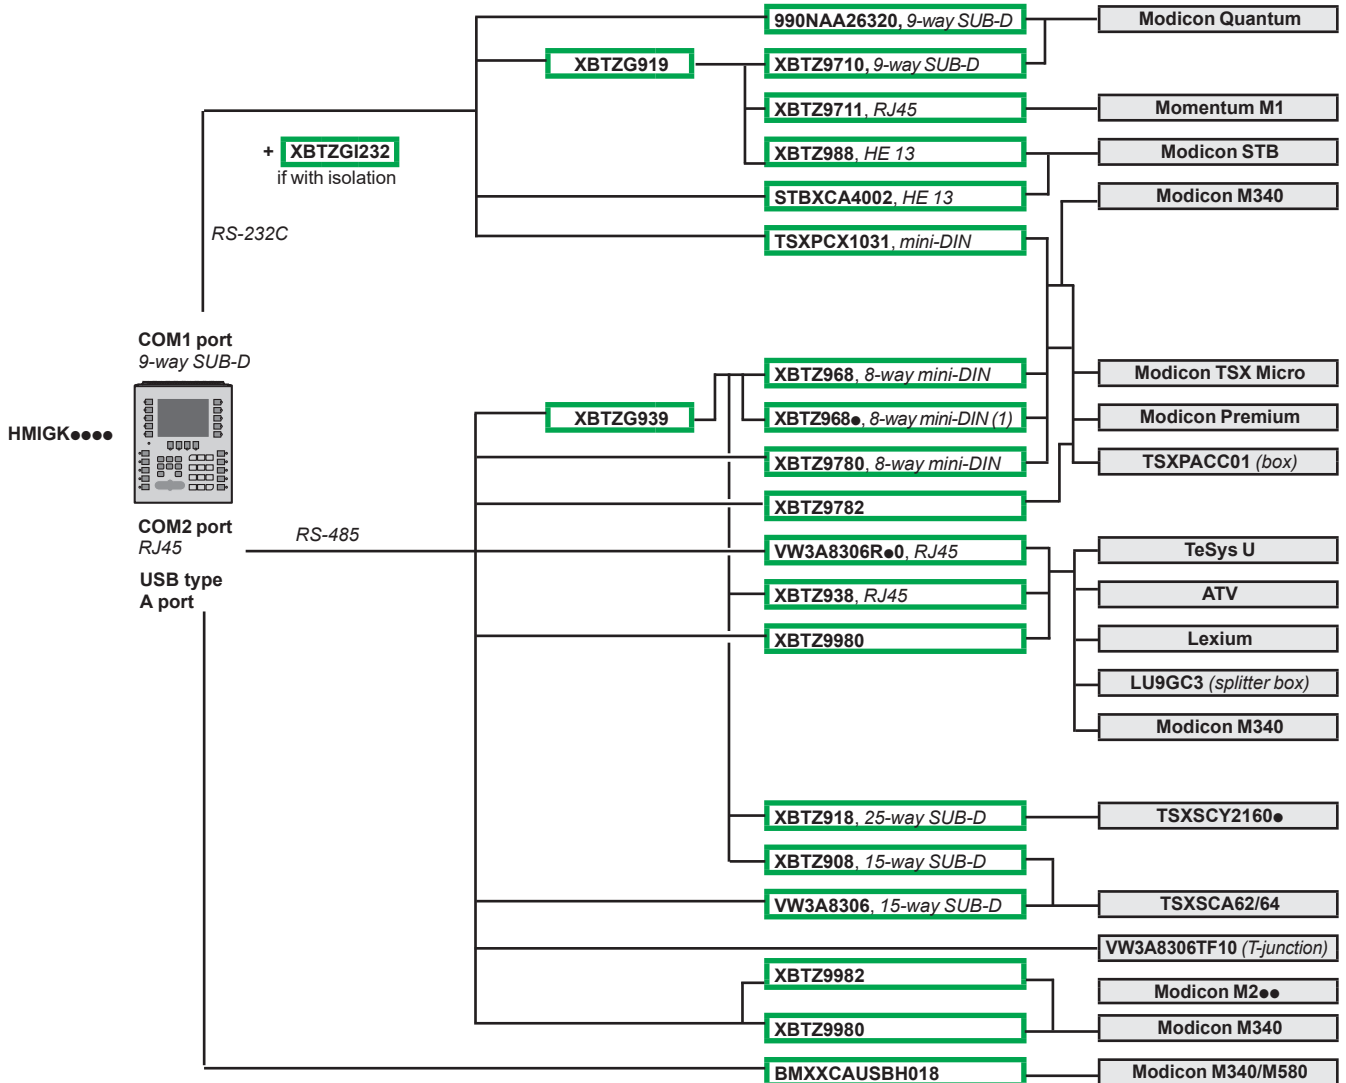 990NAA26320, 9-way SUB-D
Modicon Quantum
XBTZG919
XBTZ9710, 9-way SUB-D
XBTZ9711, RJ45
Momentum M1
+ XBTZGI232
if with isolation
XBTZ988, HE 13
Modicon STB
STBXCA4002, HE 13
Modicon M340
RS-232C
TSXPCX1031, mini-DIN
COM1 port
9-way SUB-D
HMIGK●●●●
XBTZ968, 8-way mini-DIN
Modicon TSX Micro
XBTZG939
XBTZ968●, 8-way mini-DIN (1)
Modicon Premium
XBTZ9780, 8-way mini-DIN
TSXPACC01 (box)
XBTZ9782
COM2 port
RJ45
RS-485
USB type
A port
VW3A8306R●0, RJ45
TeSys U
XBTZ938, RJ45
ATV
XBTZ9980
Lexium
LU9GC3 (splitter box)
Modicon M340
XBTZ918, 25-way SUB-D
TSXSCY2160●
XBTZ908, 15-way SUB-D
VW3A8306, 15-way SUB-D
TSXSCA62/64
VW3A8306TF10 (T-junction)
XBTZ9982
Modicon M2●●
XBTZ9980
Modicon M340
BMXXCAUSBH018
Modicon M340/M580